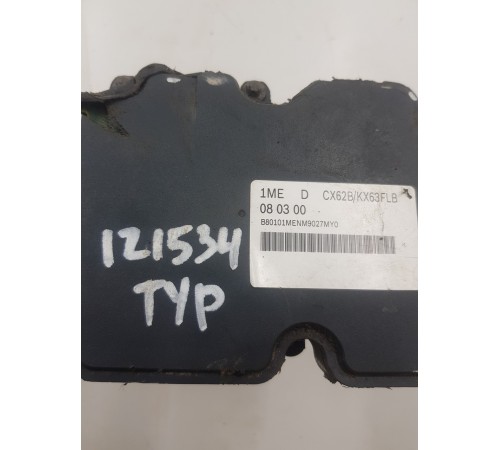 1ME D CX62B/KX63FLB
08 03 00
B80101MENM9027MY0
121534
TYP